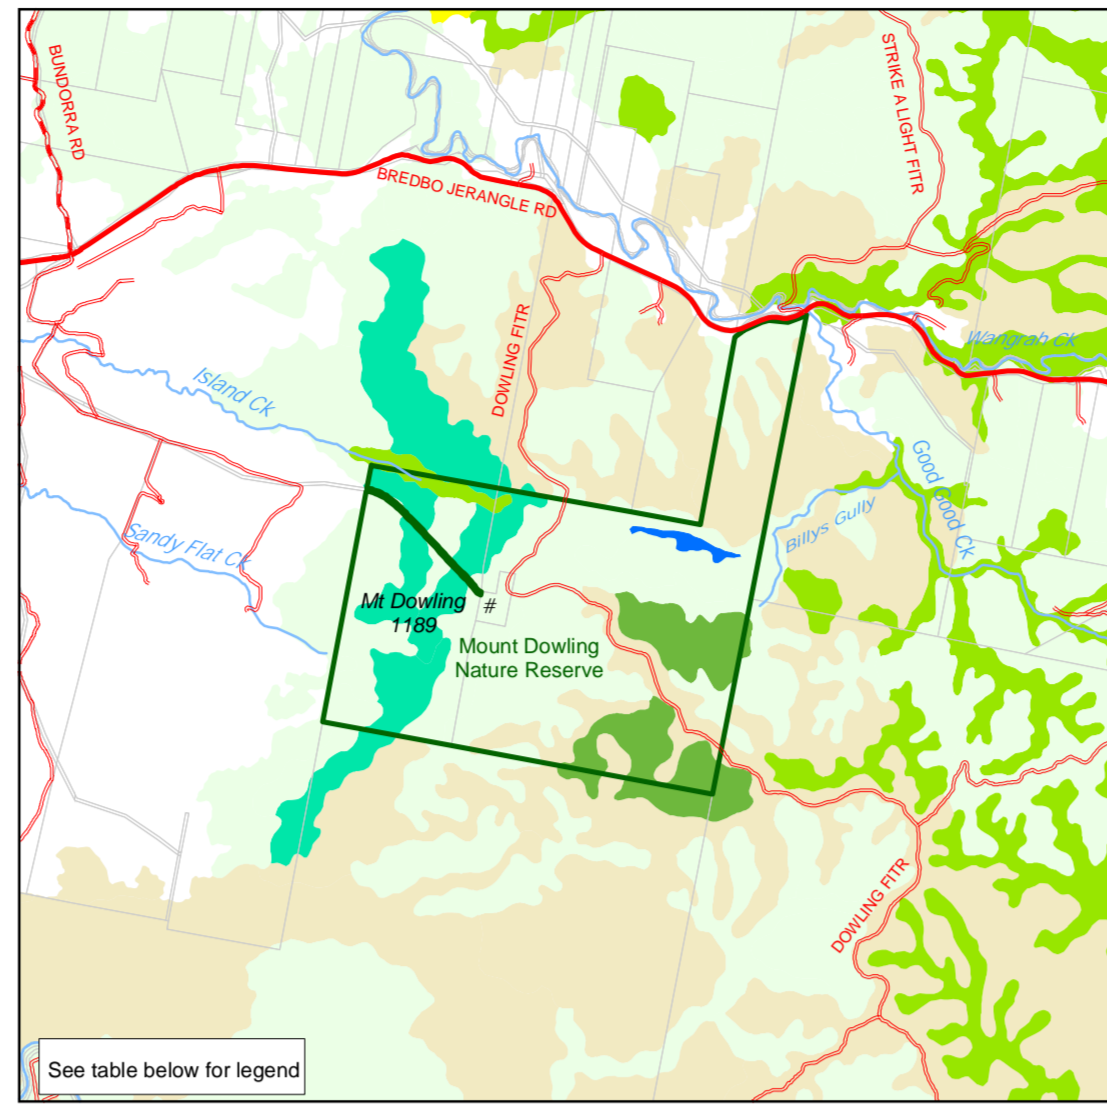 BUNDORRA RD
STRIKE A LIGHT FITR
BREDBO JERANGLE RD
DOWLING FITR
Wangrah Ck
Island Ck
Good Good Ck
Billys Gully
Sandy Flat Ck
Mt Dowling
1189
#
Mount Dowling
Nature Reserve
DOWLING FITR
See table below for legend